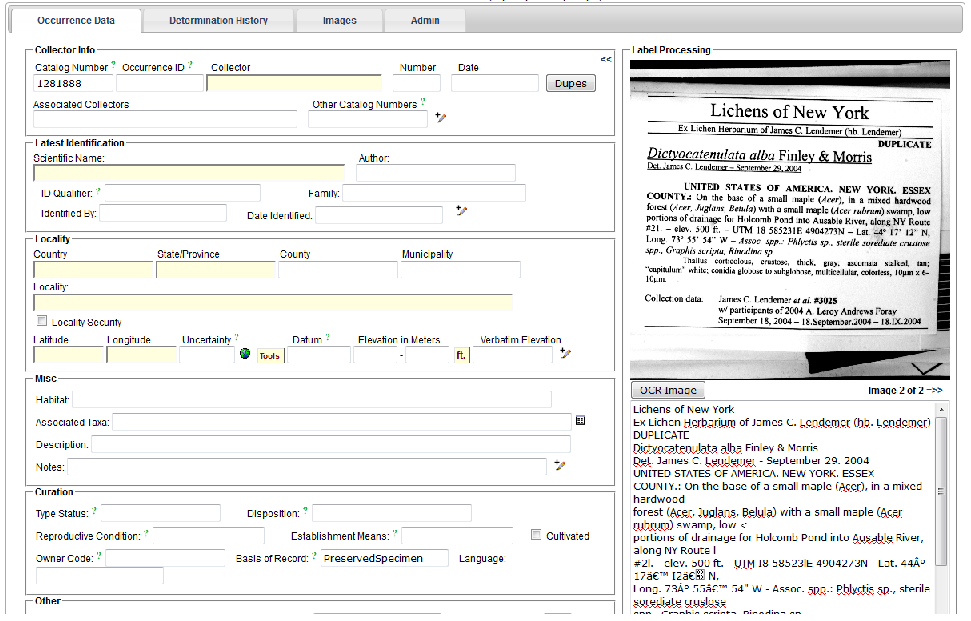 Occurrence Data Determination History Images Admin
Collector Info
<<
Catalog Number ? Occurrence ID ? Collector Number Date
1281888 Dupes
Associated Collectors Other Catalog Numbers ?
Latest Identification
Scientific Name: Author:
ID Qualifier: ? Family:
Identified By: Date Identified:
Locality
Country State/Province County Municipality
Locality:
Locality Security
Latitude Longitude Uncertainty ? Datum ? Elevation in Meters Verbatim Elevation
Tools - ft.
Misc
Habitat:
Associated Taxa:
Description:
Notes:
Curation
Type Status: ? Disposition: ?
Reproductive Condition: ? Establishment Means: ? Cultivated
Owner Code: ? Basis of Record: ? PreservedSpecimen Language:
Other
Label Processing
Lichens of New York
Ex Lichen Herbarium of James C. Lendemer (hb. Lendemer)
DUPLICATE
Dictyocatenulata alba Finley & Morris
Det. James C. Lendemer – September 29, 2004
UNITED STATES OF AMERICA. NEW YORK. ESSEX
COUNTY.: On the base of a small maple (Acer), in a mixed hardwood
forest (Acer, Juglans, Betula) with a small maple (Acer rubrum) swamp, low
portions of drainage for Holcomb Pond into Ausable River, along NY Route
#21. – elev. 500 ft. – UTM 18 585231E 4904273N – Lat. 44° 17' 12" N,
Long. 73° 55' 54" W – Assoc. spp.: Phlyctis sp., sterile sorediate crustose
spp., Graphis scripta, Rinodina sp.
Thallus corticolous, crustose, thick, gray, ascomata stalked, tan;
"capitulum" white; conidia globose to subglobose, multicellular, colorless, 10µm x 6-
10µm.
Collection data: James C. Lendemer et al. #3025
w/ participants of 2004 A. Leroy Andrews Foray
September 18, 2004 – 18.September.2004 – 18.IX.2004
OCR Image Image 2 of 2 =>>
Lichens of New York
Ex Lichen Herbarium of James C. Lendemer (hb. Lendemer)
DUPLICATE
Dictyocatenulata alba Finley & Morris
Det. James C. Lendemer - September 29. 2004
UNITED STATES OF AMERICA. NEW YORK. ESSEX
COUNTY.: On the base of a small maple (Acer), in a mixed
hardwood
forest (Acer. Juglans. Belula) with a small maple (Acer
rubrum) swamp, low <
portions of drainage for Holcomb Pond into Ausable River,
along NY Route l
#2l. elev. 500 ft. UTM I8 58523lE 4904273N Lat. 44Â°
17â€™ I2â€ N.
Long. 73Â° 55â€™ 54" W - Assoc. spp.: Phlyctis sp., sterile
sorediate cruslose
spp., Graphis scripta, Rinodina sp.